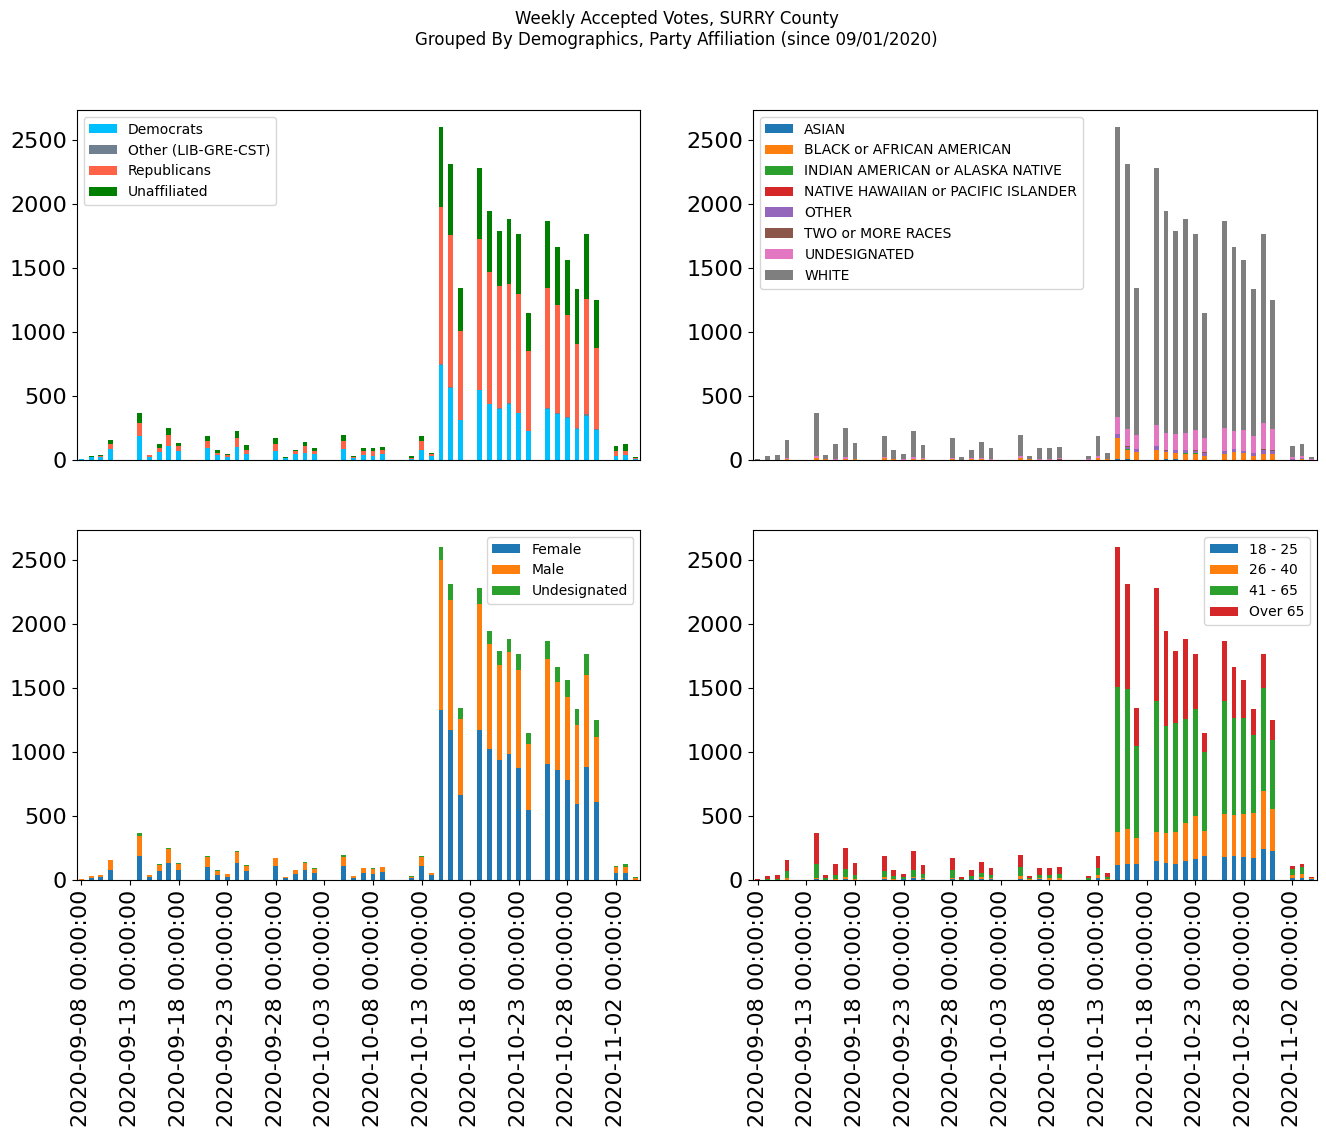 Weekly Accepted Votes, SURRY County
Grouped By Demographics, Party Affiliation (since 09/01/2020)
2500
2000
1500
1000
500
0
Democrats
Other (LIB-GRE-CST)
Republicans
Unaffiliated
2500
2000
1500
1000
500
0
ASIAN
BLACK or AFRICAN AMERICAN
INDIAN AMERICAN or ALASKA NATIVE
NATIVE HAWAIIAN or PACIFIC ISLANDER
OTHER
TWO or MORE RACES
UNDESIGNATED
WHITE
2500
2000
1500
1000
500
0
Female
Male
Undesignated
2020-09-08 00:00:00
2020-09-13 00:00:00
2020-09-18 00:00:00
2020-09-23 00:00:00
2020-09-28 00:00:00
2020-10-03 00:00:00
2020-10-08 00:00:00
2020-10-13 00:00:00
2020-10-18 00:00:00
2020-10-23 00:00:00
2020-10-28 00:00:00
2020-11-02 00:00:00
2500
2000
1500
1000
500
0
18 - 25
26 - 40
41 - 65
Over 65
2020-09-08 00:00:00
2020-09-13 00:00:00
2020-09-18 00:00:00
2020-09-23 00:00:00
2020-09-28 00:00:00
2020-10-03 00:00:00
2020-10-08 00:00:00
2020-10-13 00:00:00
2020-10-18 00:00:00
2020-10-23 00:00:00
2020-10-28 00:00:00
2020-11-02 00:00:00